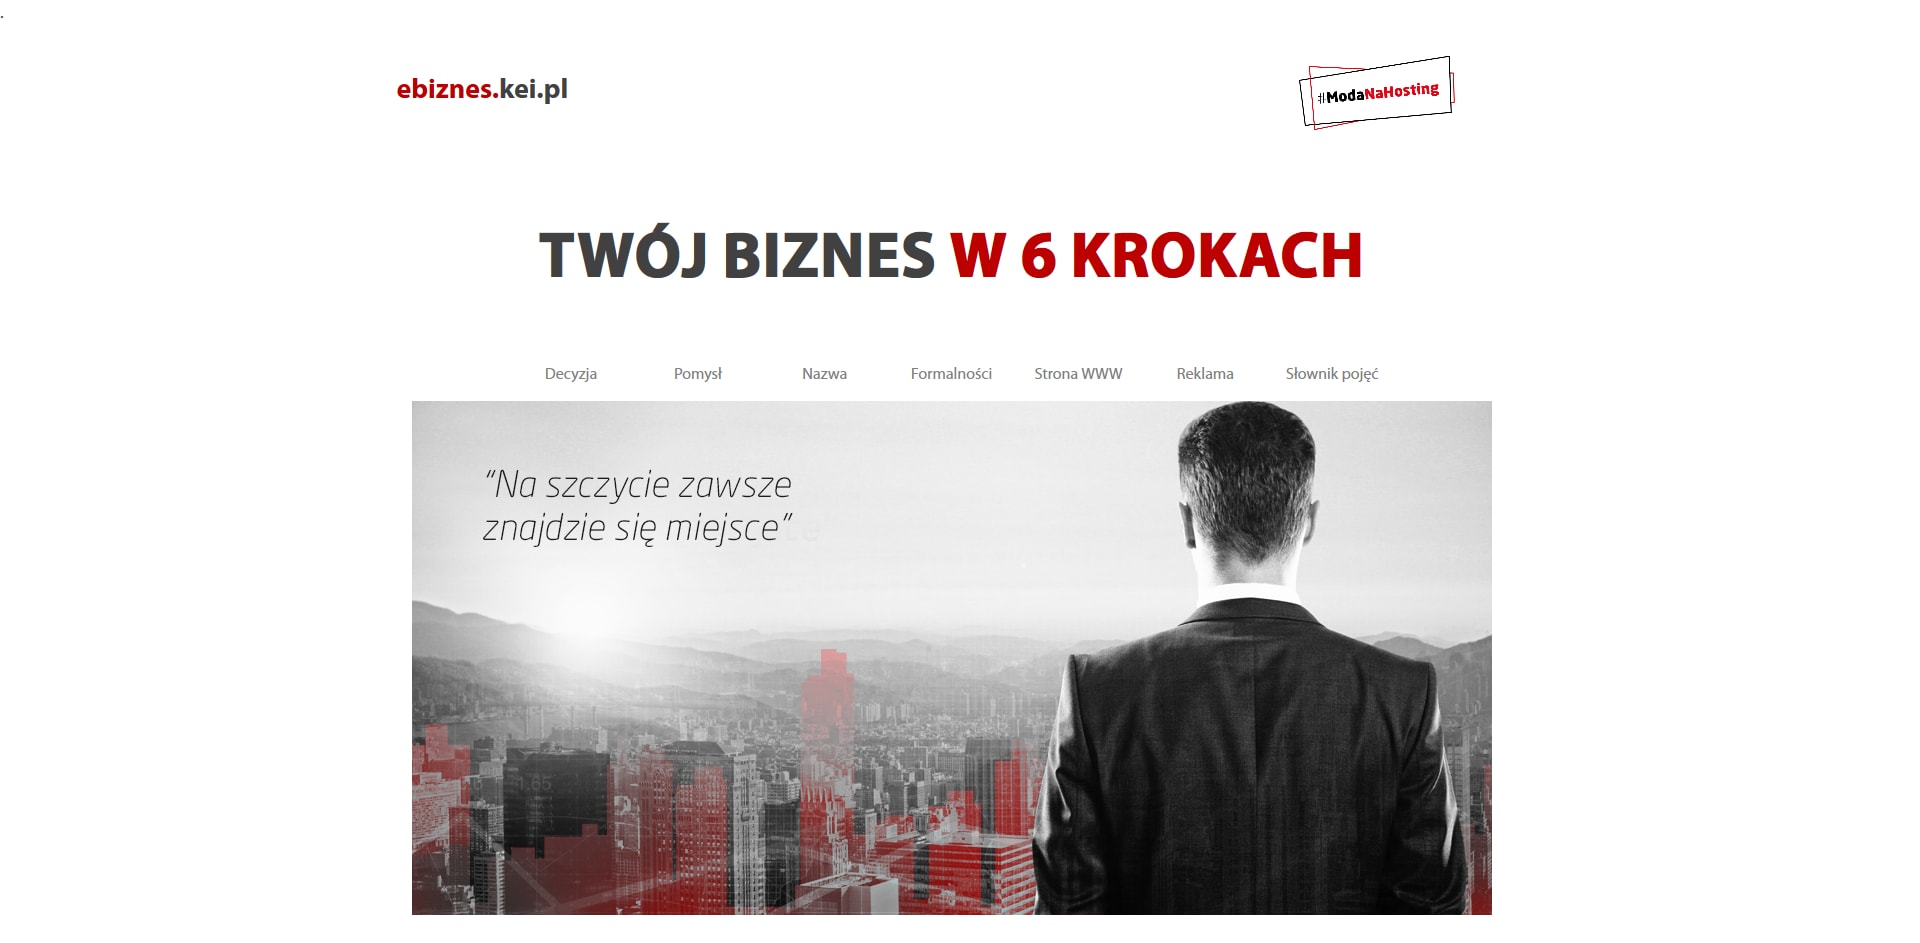 ebiznes.kei.pl
#ModaNaHosting
TWÓJ BIZNES W 6 KROKACH
Decyzja Pomysł Nazwa Formalności Strona WWW Reklama Słownik pojęć
“Na szczycie zawsze
znajdzie się miejsce”